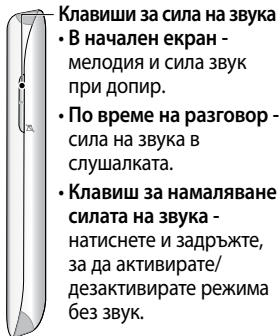 Клавиши за сила на звука
• В начален екран -
мелодия и сила звук
при допир.
• По време на разговор -
сила на звука в
слушалката.
• Клавиш за намаляване
силата на звука -
натиснете и задръжте,
за да активирате/
дезактивирате режима
без звук.